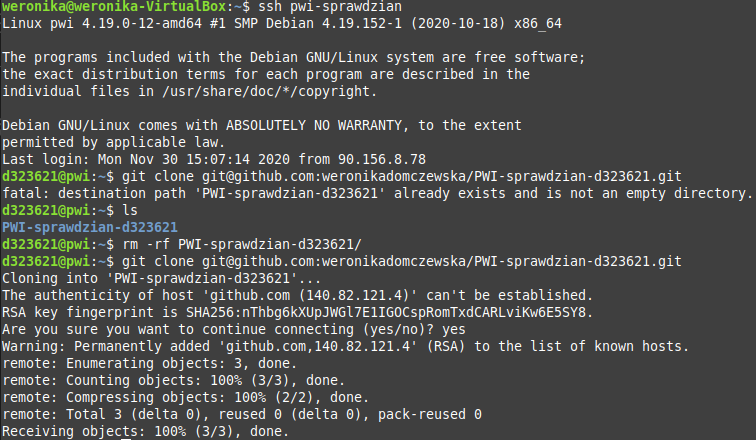 weronika@weronika-VirtualBox:~$ ssh pwi-sprawdzian
Linux pwi 4.19.0-12-amd64 #1 SMP Debian 4.19.152-1 (2020-10-18) x86_64
The programs included with the Debian GNU/Linux system are free software;
the exact distribution terms for each program are described in the
individual files in /usr/share/doc/*/copyright.
Debian GNU/Linux comes with ABSOLUTELY NO WARRANTY, to the extent
permitted by applicable law.
Last login: Mon Nov 30 15:07:14 2020 from 90.156.8.78
d323621@pwi:~$ git clone git@github.com:weronikadomczewska/PWI-sprawdzian-d323621.git
fatal: destination path 'PWI-sprawdzian-d323621' already exists and is not an empty directory.
d323621@pwi:~$ ls
PWI-sprawdzian-d323621
d323621@pwi:~$ rm -rf PWI-sprawdzian-d323621/
d323621@pwi:~$ git clone git@github.com:weronikadomczewska/PWI-sprawdzian-d323621.git
Cloning into 'PWI-sprawdzian-d323621'...
The authenticity of host 'github.com (140.82.121.4)' can't be established.
RSA key fingerprint is SHA256:nThbg6kXUpJWGl7E1IGOCspRomTxdCARLviKw6E5SY8.
Are you sure you want to continue connecting (yes/no)? yes
Warning: Permanently added 'github.com,140.82.121.4' (RSA) to the list of known hosts.
remote: Enumerating objects: 3, done.
remote: Counting objects: 100% (3/3), done.
remote: Compressing objects: 100% (2/2), done.
remote: Total 3 (delta 0), reused 0 (delta 0), pack-reused 0
Receiving objects: 100% (3/3), done.